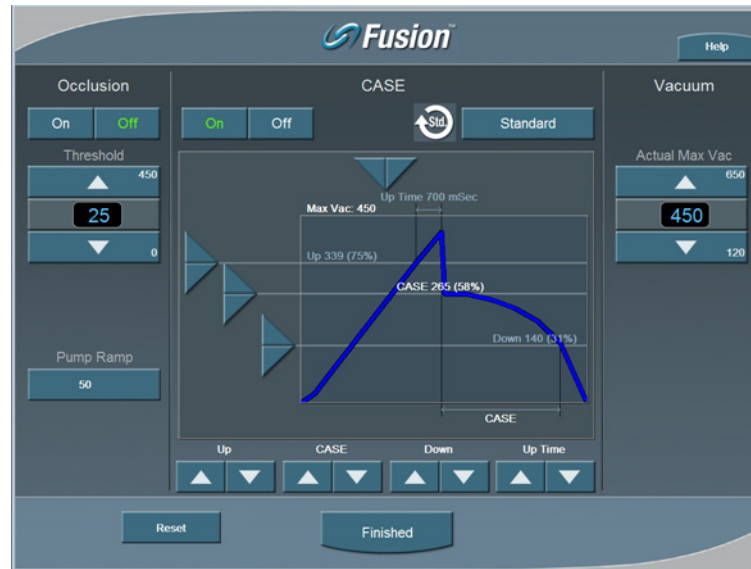 Fusion™
Help
Occlusion
On Off
Threshold
450
25
0
Pump Ramp
50
CASE
On Off
Std.
Standard
Up Time 700 mSec
Max Vac: 450
Up 339 (75%)
CASE 265 (58%)
Down 140 (31%)
CASE
Up CASE Down Up Time
Vacuum
Actual Max Vac
650
450
120
Reset
Finished